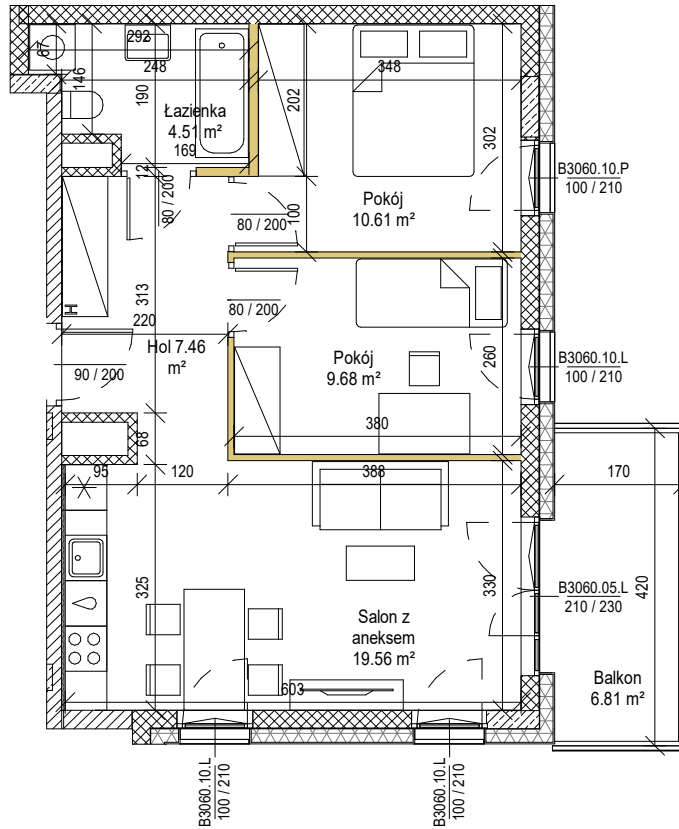 292
67
248
348
146
190
202
302
Łazienka
4.51 m²
169
12
80 / 200
B3060.10.P
100 / 210
Pokój
10.61 m²
80 / 200
100
313
220
80 / 200
Hol 7.46
m²
90 / 200
Pokój
9.68 m²
260
B3060.10.L
100 / 210
380
68
95
120
388
170
325
330
B3060.05.L
210 / 230
420
Salon z
aneksem
19.56 m²
Balkon
6.81 m²
603
B3060.10.L
100 / 210
B3060.10.L
100 / 210